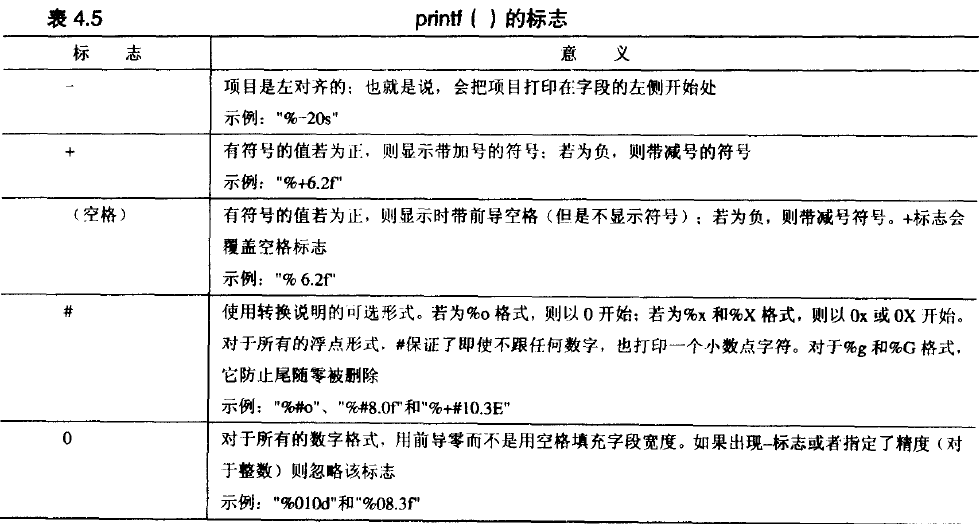 表 4.5 printf ( ) 的标志
标 志 意 义
- 项目是左对齐的；也就是说，会把项目打印在字段的左侧开始处
示例："%-20s"
+ 有符号的值若为正，则显示带加号的符号；若为负，则带减号的符号
示例："%+6.2f"
（空格） 有符号的值若为正，则显示时带前导空格（但是不显示符号）；若为负，则带减号符号。+标志会
覆盖空格标志
示例："% 6.2f"
# 使用转换说明的可选形式。若为%o 格式，则以 0 开始；若为%x 和%X 格式，则以 0x 或 0X 开始。
对于所有的浮点形式，#保证了即使不跟任何数字，也打印一个小数点字符。对于%g 和%G 格式，
它防止尾随零被删除
示例："%#o"、"%#8.0f"和"%+#10.3E"
0 对于所有的数字格式，用前导零而不是用空格填充字段宽度。如果出现-标志或者指定了精度（对
于整数）则忽略该标志
示例："%010d"和"%08.3f"